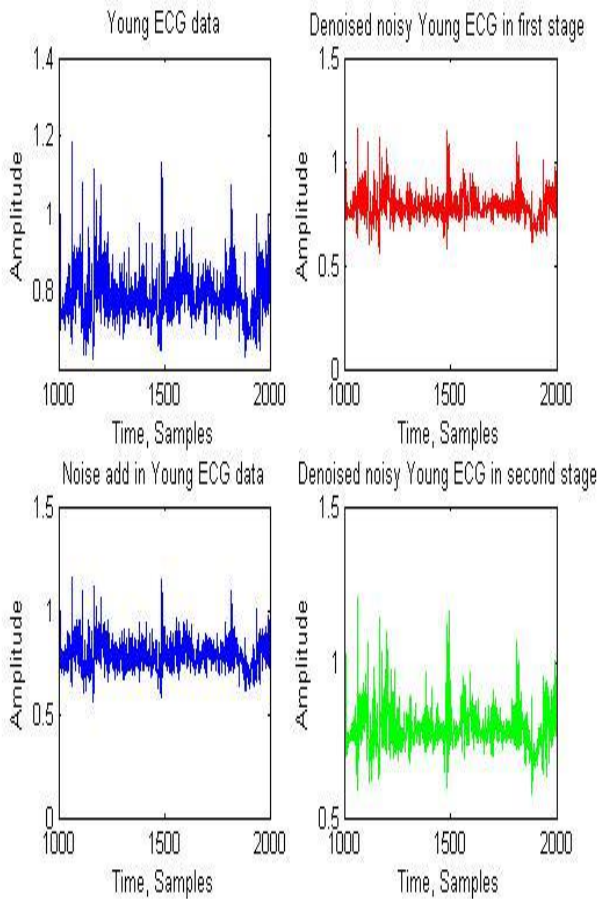 Young ECG data
1.4
1.2
1
0.8
Amplitude
1000 1500 2000
Time, Samples
Denoised noisy Young ECG in first stage
1.5
1
0.5
0
Amplitude
1000 1500 2000
Time, Samples
Noise add in Young ECG data
1.5
1
0.5
0
Amplitude
1000 1500 2000
Time, Samples
Denoised noisy Young ECG in second stage
1.5
1
0.5
Amplitude
1000 1500 2000
Time, Samples